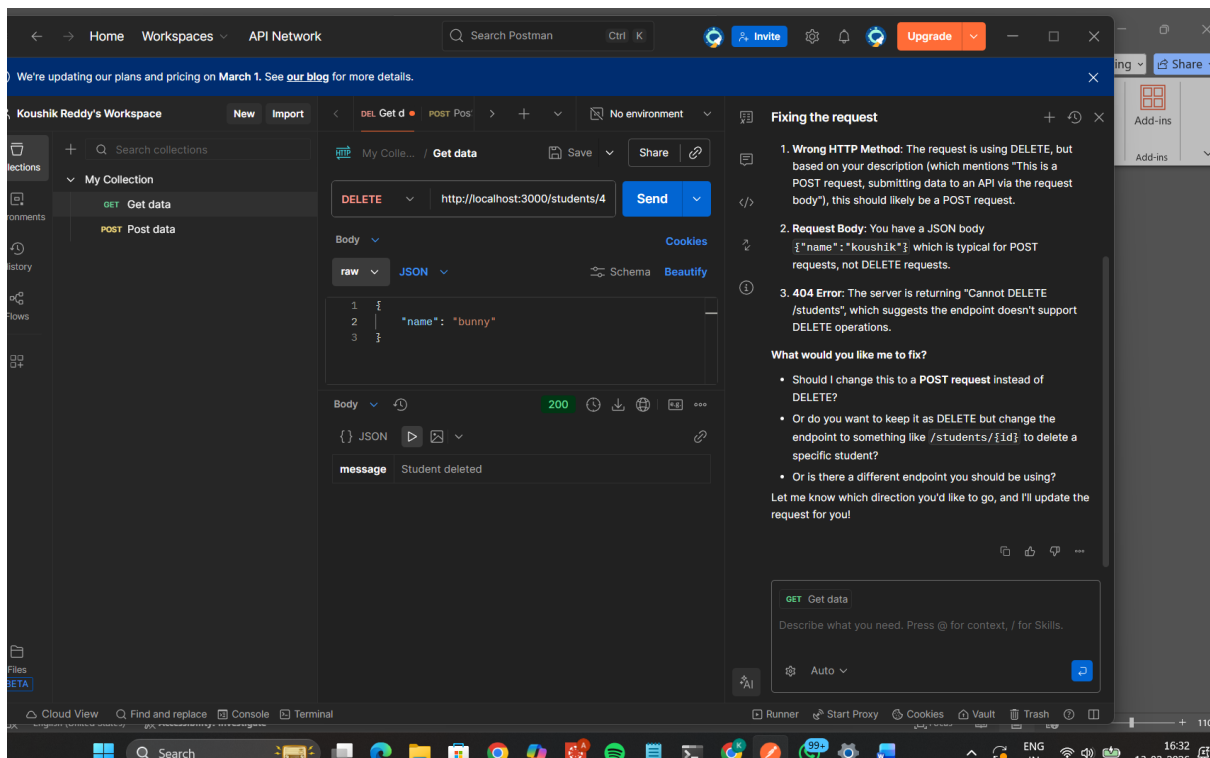 Home Workspaces API Network Search Postman Ctrl K Invite Upgrade
ing Share
We're updating our plans and pricing on March 1. See our blog for more details.
Add-ins
Add-ins
Koushik Reddy's Workspace New Import
DEL Get d POST Pos No environment
Search collections
My Collection
GET Get data
POST Post data
lections
ronments
istory
Flows
Files
BETA
HTTP My Colle... / Get data Save Share
DELETE http://localhost:3000/students/4 Send
Body Cookies
raw JSON Schema Beautify
1 {
2 "name": "bunny"
3 }
Body 200 e.g.
{} JSON
message Student deleted
Fixing the request
1. Wrong HTTP Method: The request is using DELETE, but
based on your description (which mentions "This is a
POST request, submitting data to an API via the request
body"), this should likely be a POST request.
2. Request Body: You have a JSON body
{"name":"koushik"} which is typical for POST
requests, not DELETE requests.
3. 404 Error: The server is returning "Cannot DELETE
/students", which suggests the endpoint doesn't support
DELETE operations.
What would you like me to fix?
• Should I change this to a POST request instead of
DELETE?
• Or do you want to keep it as DELETE but change the
endpoint to something like /students/{id} to delete a
specific student?
• Or is there a different endpoint you should be using?
Let me know which direction you'd like to go, and I'll update the
request for you!
GET Get data
Describe what you need. Press @ for context, / for Skills.
Auto
AI
Cloud View Find and replace Console Terminal Runner Start Proxy Cookies Vault Trash
110
Search 99+ ENG 16:32